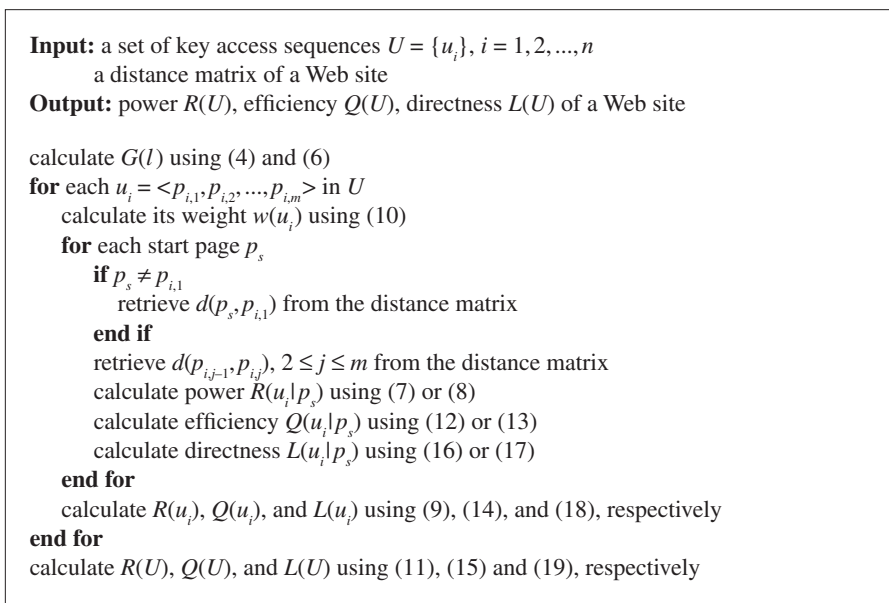 Input: a set of key access sequences U = {u_i}, i = 1, 2, ..., n
a distance matrix of a Web site
Output: power R(U), efficiency Q(U), directness L(U) of a Web site
calculate G(l) using (4) and (6)
for each u_i = <p_{i,1}, p_{i,2}, ..., p_{i,m}> in U
calculate its weight w(u_i) using (10)
for each start page p_s
if p_s ≠ p_{i,1}
retrieve d(p_s, p_{i,1}) from the distance matrix
end if
retrieve d(p_{i,j–1}, p_{i,j}), 2 ≤ j ≤ m from the distance matrix
calculate power R(u_i|p_s) using (7) or (8)
calculate efficiency Q(u_i|p_s) using (12) or (13)
calculate directness L(u_i|p_s) using (16) or (17)
end for
calculate R(u_i), Q(u_i), and L(u_i) using (9), (14), and (18), respectively
end for
calculate R(U), Q(U), and L(U) using (11), (15) and (19), respectively